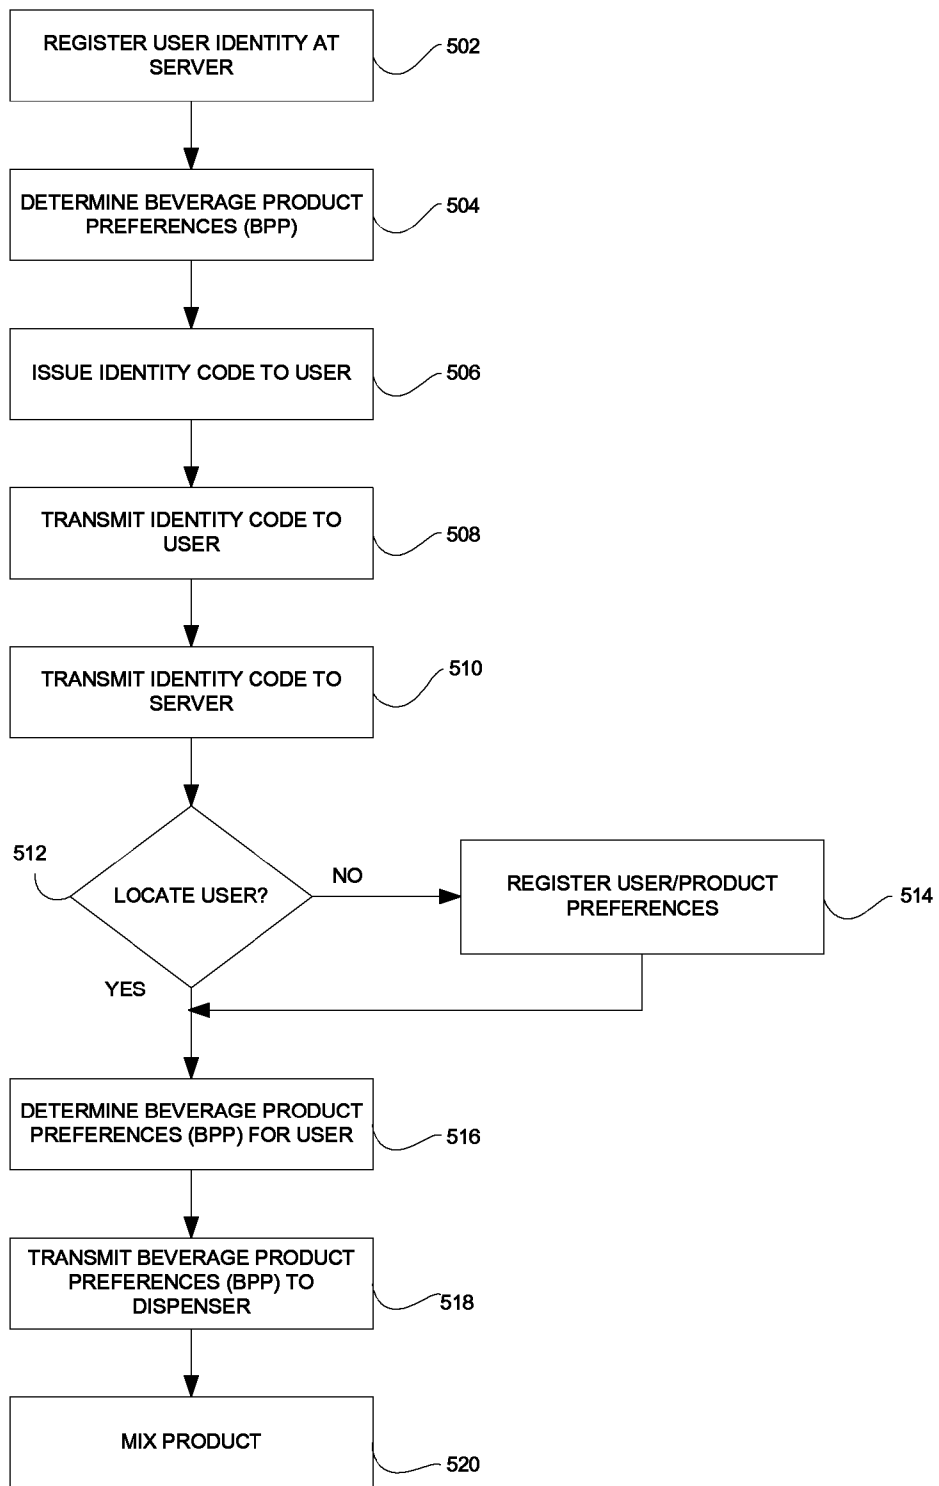 REGISTER USER IDENTITY AT
SERVER
502
DETERMINE BEVERAGE PRODUCT
PREFERENCES (BPP)
504
ISSUE IDENTITY CODE TO USER
506
TRANSMIT IDENTITY CODE TO
USER
508
TRANSMIT IDENTITY CODE TO
SERVER
510
512
LOCATE USER?
NO
REGISTER USER/PRODUCT
PREFERENCES
514
YES
DETERMINE BEVERAGE PRODUCT
PREFERENCES (BPP) FOR USER
516
TRANSMIT BEVERAGE PRODUCT
PREFERENCES (BPP) TO
DISPENSER
518
MIX PRODUCT
520